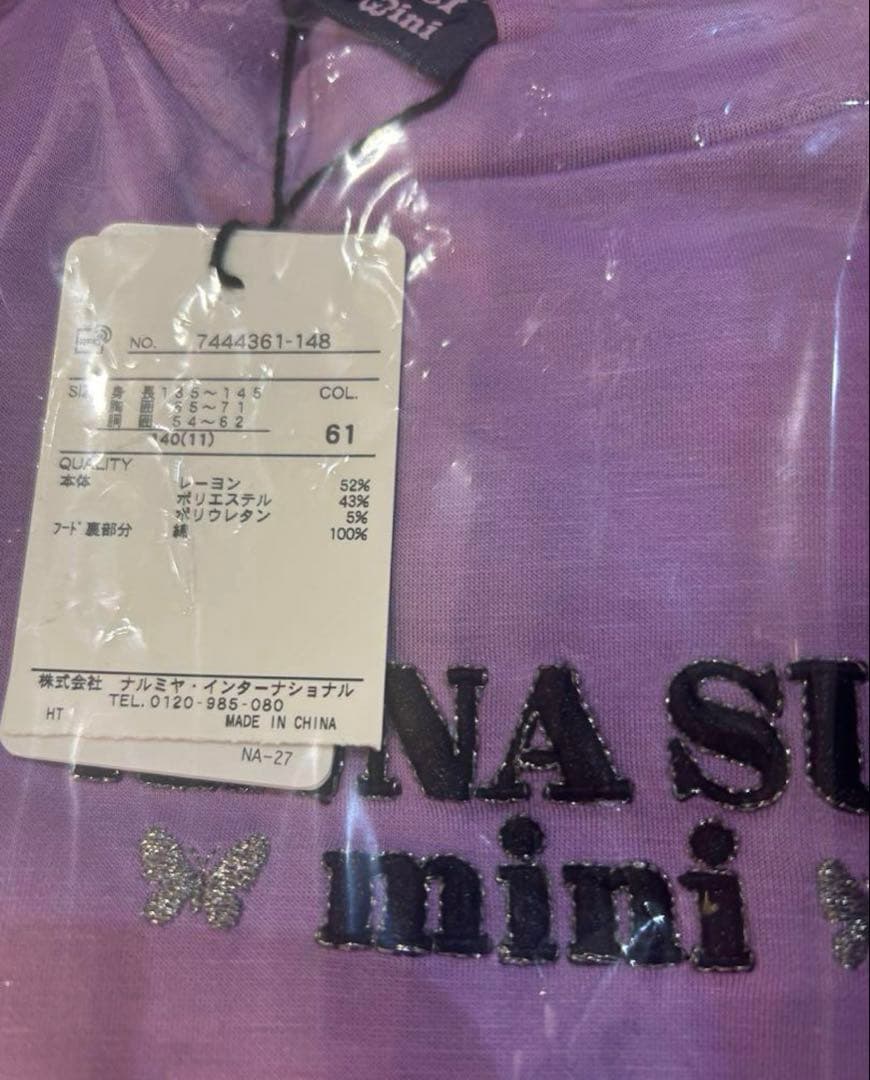 Mini
NO. 7444361-148
SIZE 身 長 135～145 COL.
胸 囲 65～71
胴 囲 54～62 61
140(11)
QUALITY
本体 レーヨン 52%
ポリエステル 43%
ポリウレタン 5%
フード裏部分 綿 100%
株式会社 ナルミヤ・インターナショナル
TEL.0120-985-080
HT MADE IN CHINA
NA-27
NNA SU
mini